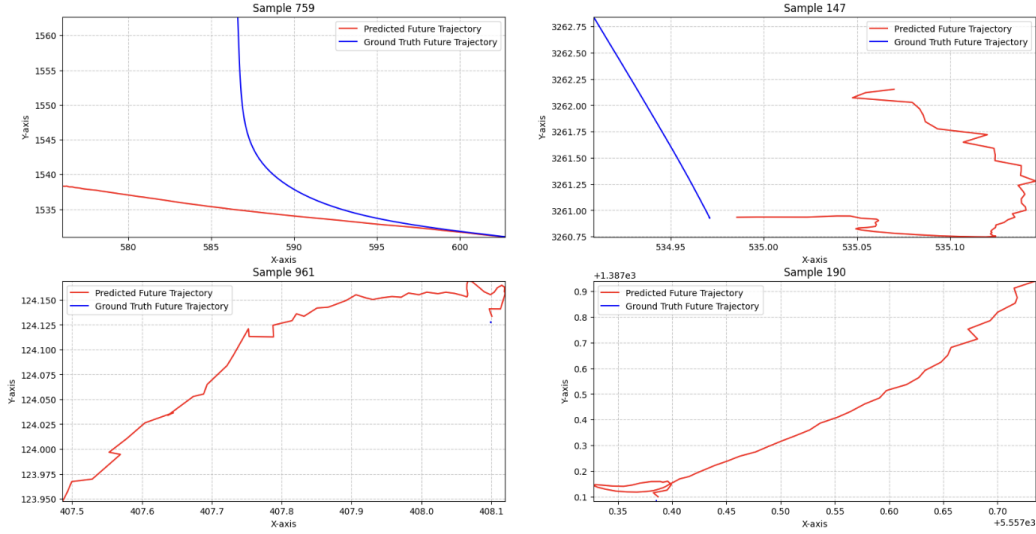 Sample 759
Predicted Future Trajectory
Ground Truth Future Trajectory
Y-axis
1560
1555
1550
1545
1540
1535
580
585
590
595
600
X-axis
Sample 147
Predicted Future Trajectory
Ground Truth Future Trajectory
Y-axis
3262.75
3262.50
3262.25
3262.00
3261.75
3261.50
3261.25
3261.00
3260.75
534.95
535.00
535.05
535.10
X-axis
Sample 961
Predicted Future Trajectory
Ground Truth Future Trajectory
Y-axis
124.150
124.125
124.100
124.075
124.050
124.025
124.000
123.975
123.950
407.5
407.6
407.7
407.8
407.9
408.0
408.1
X-axis
+1.387e3
Sample 190
Predicted Future Trajectory
Ground Truth Future Trajectory
Y-axis
0.9
0.8
0.7
0.6
0.5
0.4
0.3
0.2
0.1
0.35
0.40
0.45
0.50
0.55
0.60
0.65
0.70
+5.557e3
X-axis